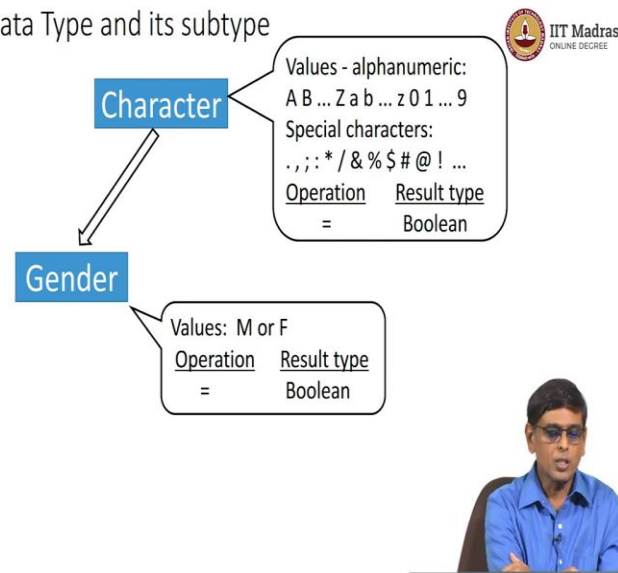 ata Type and its subtype
IIT Madras
ONLINE DEGREE
Character
Values - alphanumeric:
A B ... Z a b ... z 0 1 ... 9
Special characters:
. , ; : * / & % $ # @ ! ...
Operation Result type
= Boolean
Gender
Values: M or F
Operation Result type
= Boolean